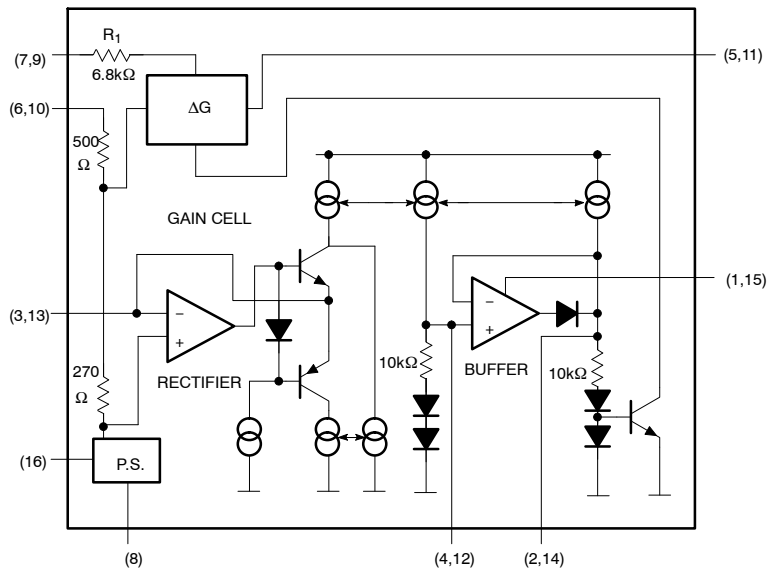 R1
(7,9)
6.8kΩ
(5,11)
ΔG
(6,10)
500
Ω
GAIN CELL
(1,15)
(3,13)
−
+
−
+
10kΩ
BUFFER
10kΩ
270
Ω
RECTIFIER
(16)
P.S.
(8)
(4,12)
(2,14)